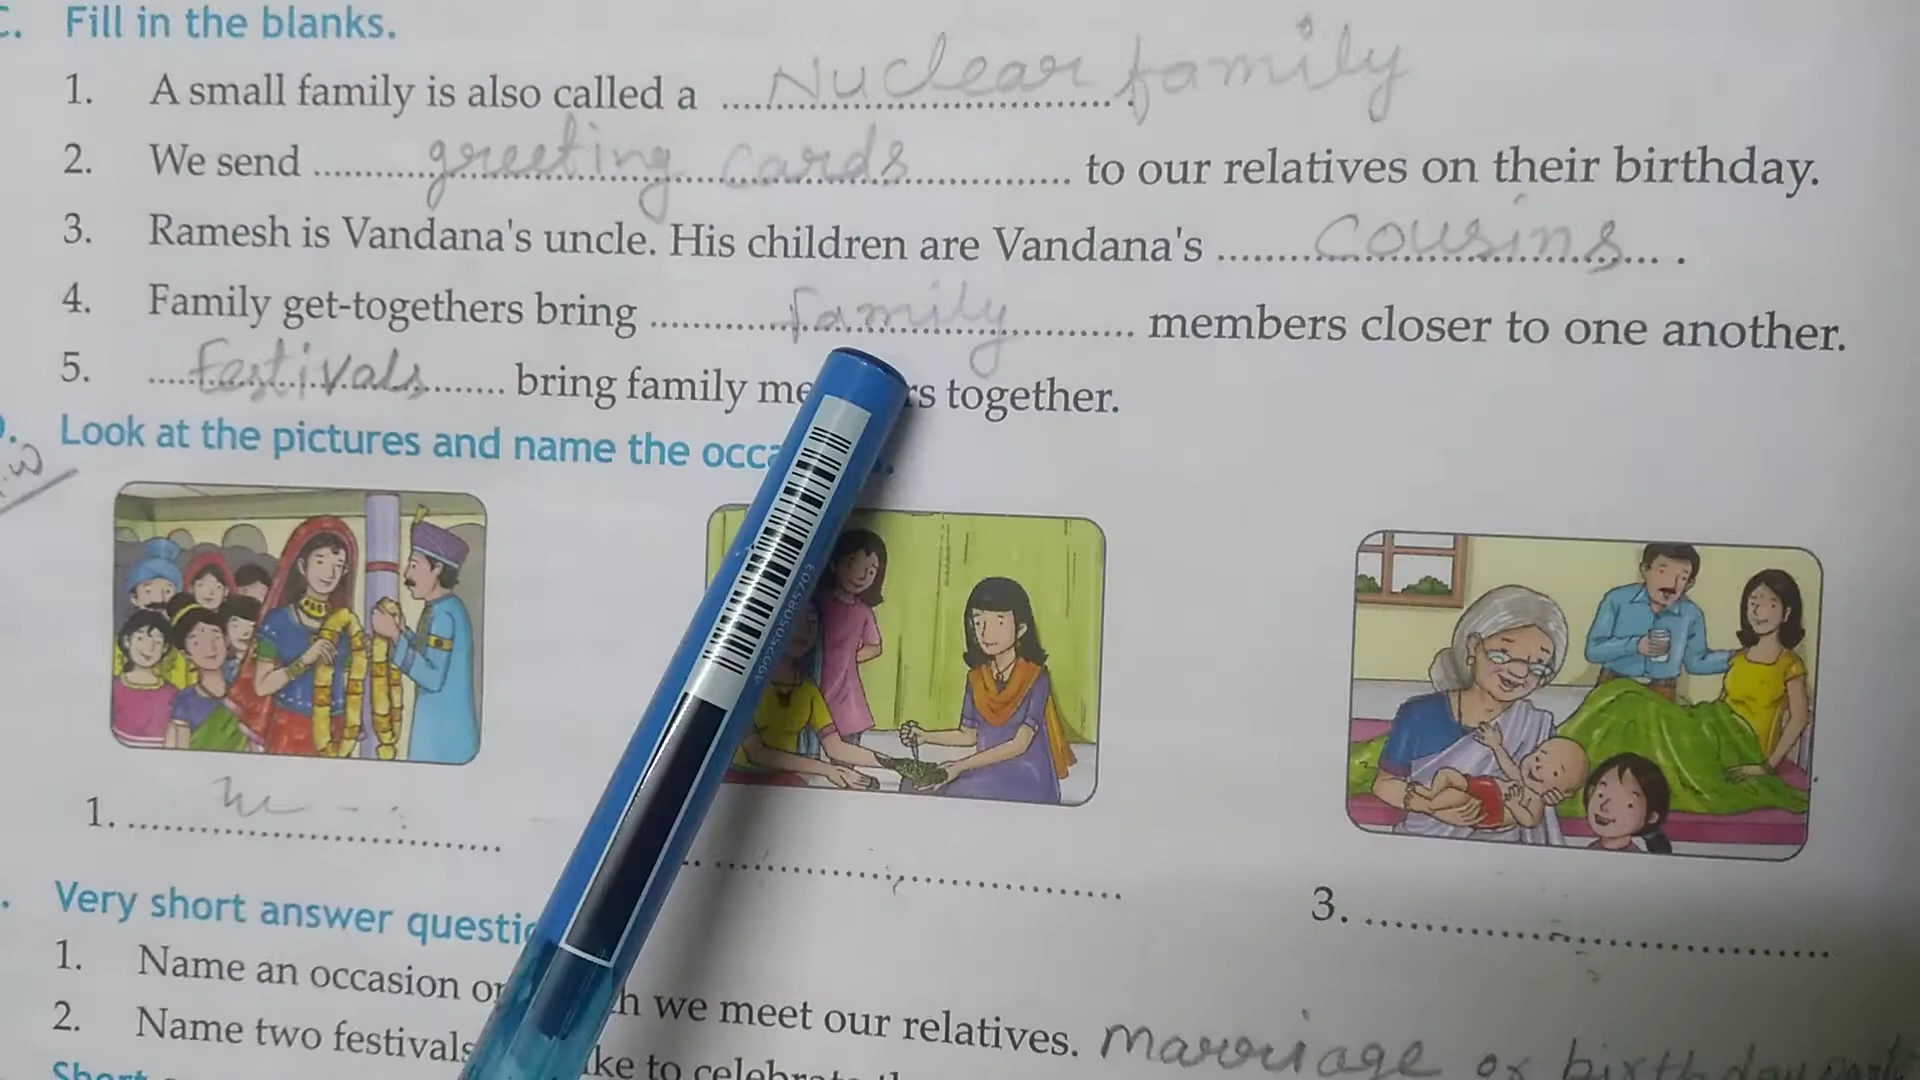 C. Fill in the blanks.
1. A small family is also called a Nuclear family
2. We send greeting cards to our relatives on their birthday.
3. Ramesh is Vandana's uncle. His children are Vandana's cousins.
4. Family get-togethers bring family members closer to one another.
5. Festivals bring family me rs together.
Look at the pictures and name the occa
1.
3.
4902505085703
Very short answer questi
1. Name an occasion o h we meet our relatives. Marriage or birthday
2. Name two festivals ke to celebra
Short